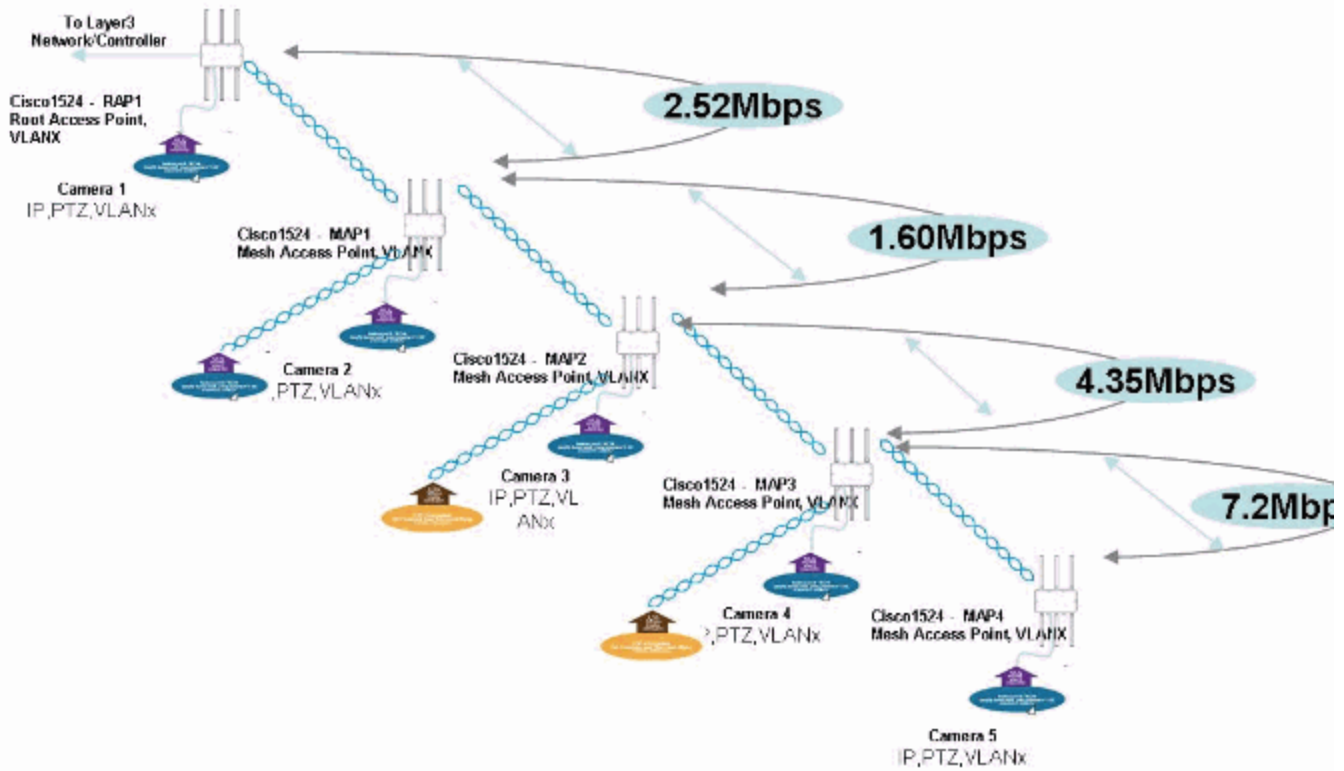 To Layer3
Network/Controller
Cisco1524 - RAP1
Root Access Point,
VLANX
2.52Mbps
Camera 1
IP,PTZ,VLANx
Cisco1524 - MAP1
Mesh Access Point, VLANX
1.60Mbps
Camera 2
,PTZ,VLANx
Cisco1524 - MAP2
Mesh Access Point, VLANX
4.35Mbps
Camera 3
IP,PTZ,VL
ANx
Cisco1524 - MAP3
Mesh Access Point, VLANX
7.2Mbp
Camera 4
,PTZ,VLANx
Cisco1524 - MAP4
Mesh Access Point, VLANX
Camera 5
IP,PTZ,VLANx